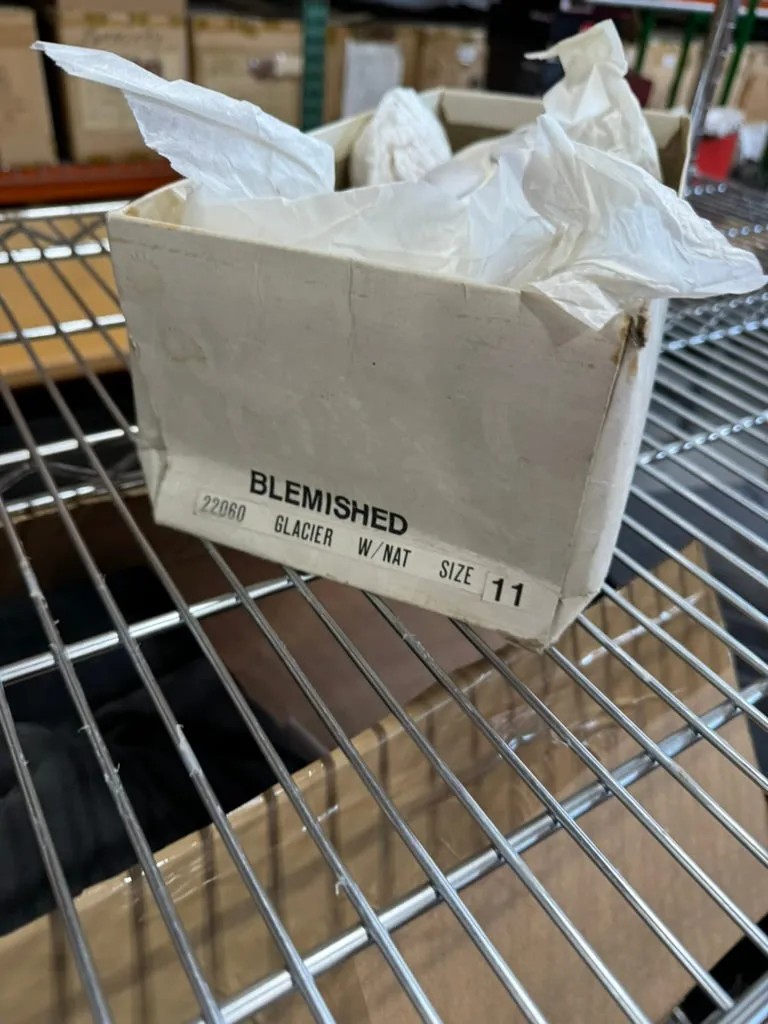 BLEMISHED
22060 GLACIER W/NAT SIZE 11